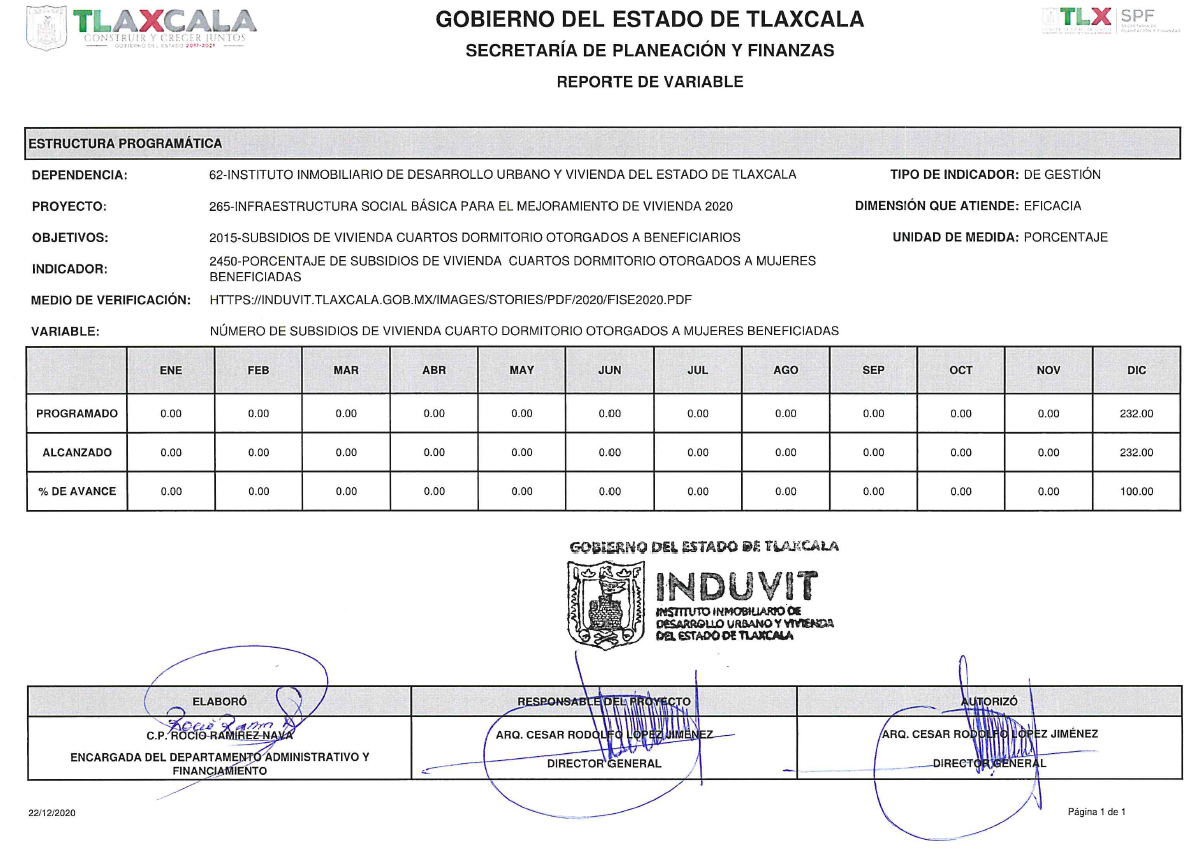 TLAXCALA
CONSTRUIR Y CRECER JUNTOS
GOBIERNO DEL ESTADO 2017-2021
GOBIERNO DEL ESTADO DE TLAXCALA
SECRETARÍA DE PLANEACIÓN Y FINANZAS
REPORTE DE VARIABLE
TLX SPF
ESTRUCTURA PROGRAMÁTICA
DEPENDENCIA: 62-INSTITUTO INMOBILIARIO DE DESARROLLO URBANO Y VIVIENDA DEL ESTADO DE TLAXCALA TIPO DE INDICADOR: DE GESTIÓN
PROYECTO: 265-INFRAESTRUCTURA SOCIAL BÁSICA PARA EL MEJORAMIENTO DE VIVIENDA 2020 DIMENSIÓN QUE ATIENDE: EFICACIA
OBJETIVOS: 2015-SUBSIDIOS DE VIVIENDA CUARTOS DORMITORIO OTORGADOS A BENEFICIARIOS UNIDAD DE MEDIDA: PORCENTAJE
INDICADOR: 2450-PORCENTAJE DE SUBSIDIOS DE VIVIENDA CUARTOS DORMITORIO OTORGADOS A MUJERES
BENEFICIADAS
MEDIO DE VERIFICACIÓN: HTTPS://INDUVIT.TLAXCALA.GOB.MX/IMAGES/STORIES/PDF/2020/FISE2020.PDF
VARIABLE: NÚMERO DE SUBSIDIOS DE VIVIENDA CUARTO DORMITORIO OTORGADOS A MUJERES BENEFICIADAS
ENE FEB MAR ABR MAY JUN JUL AGO SEP OCT NOV DIC
PROGRAMADO 0.00 0.00 0.00 0.00 0.00 0.00 0.00 0.00 0.00 0.00 0.00 232.00
ALCANZADO 0.00 0.00 0.00 0.00 0.00 0.00 0.00 0.00 0.00 0.00 0.00 232.00
% DE AVANCE 0.00 0.00 0.00 0.00 0.00 0.00 0.00 0.00 0.00 0.00 0.00 100.00
GOBIERNO DEL ESTADO DE TLAXCALA
INDUVIT
INSTITUTO INMOBILIARIO DE
DESARROLLO URBANO Y VIVIENDA
DEL ESTADO DE TLAXCALA
ELABORÓ RESPONSABLE DEL PROYECTO AUTORIZÓ
C.P. ROCIO RAMIREZ NAVA ARQ. CESAR RODOLFO LÓPEZ JIMÉNEZ ARQ. CESAR RODOLFO LÓPEZ JIMÉNEZ
ENCARGADA DEL DEPARTAMENTO ADMINISTRATIVO Y
FINANCIAMIENTO
DIRECTOR GENERAL DIRECTOR GENERAL
22/12/2020 Página 1 de 1